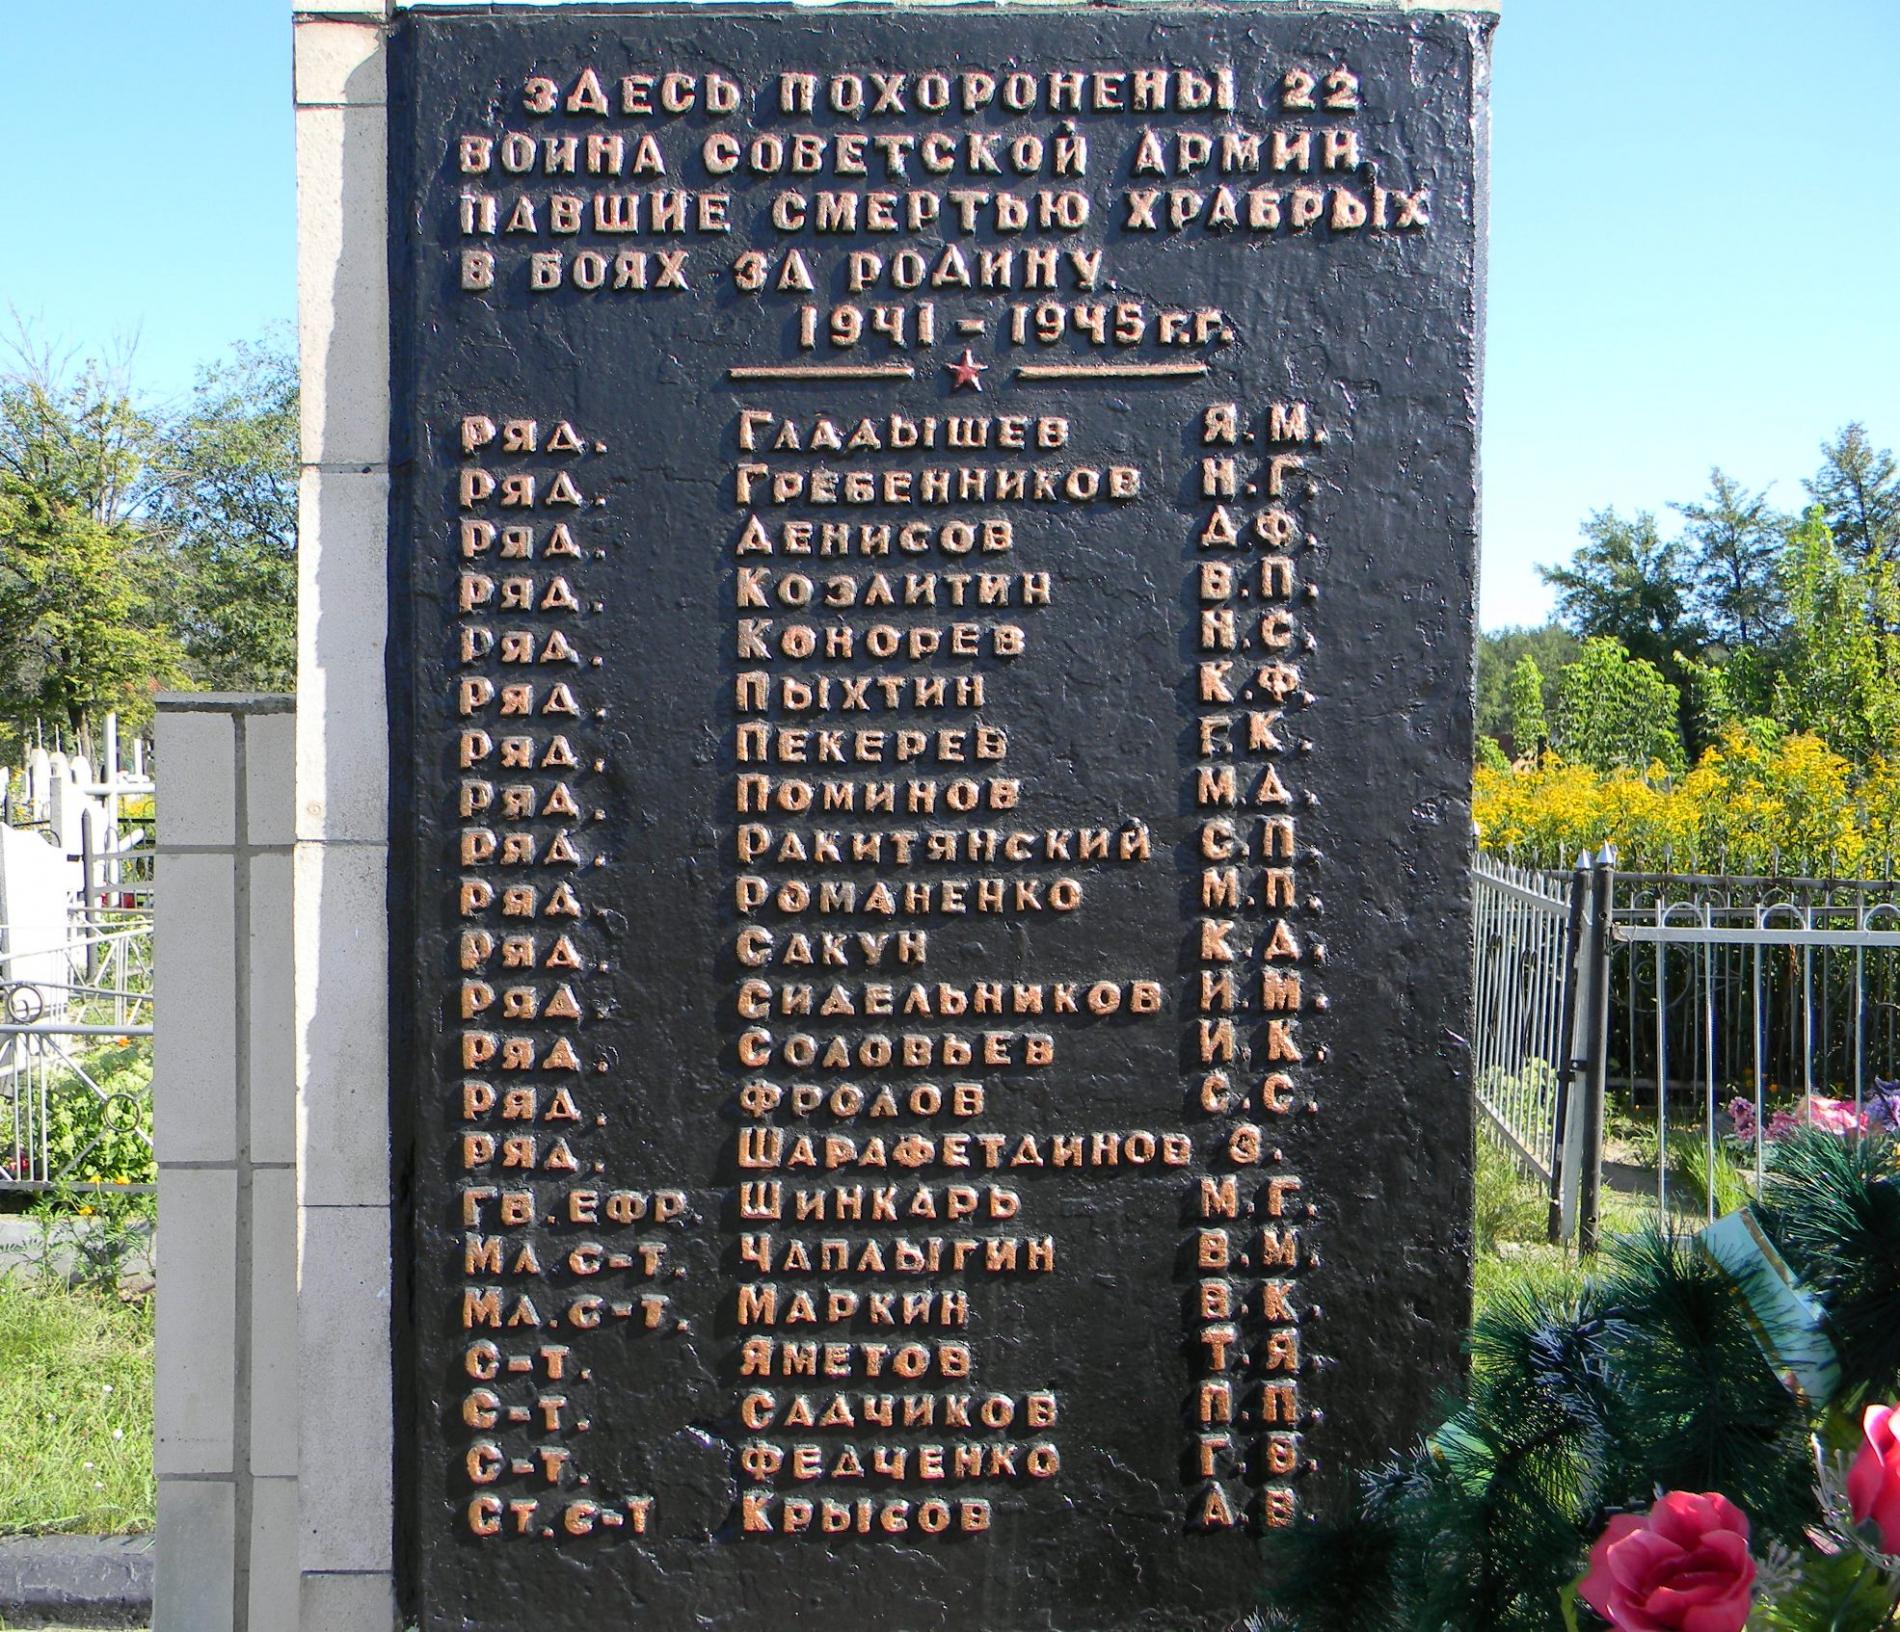 ЗДЕСЬ ПОХОРОНЕНЫ 22
ВОИНА СОВЕТСКОЙ АРМИИ,
ПАВШИЕ СМЕРТЬЮ ХРАБРЫХ
В БОЯХ ЗА РОДИНУ.
1941-1945 г.г.
РЯД. ГЛАДЫШЕВ Я.М.
РЯД. ГРЕБЕННИКОВ Н.Г.
РЯД. ДЕНИСОВ Д.Ф.
РЯД. КОЗЛИТИН В.П.
РЯД. КОНОРЕВ Н.С.
РЯД. ПЫХТИН К.Ф.
РЯД. ПЕКЕРЕВ Г.К.
РЯД. ПОМИНОВ М.Д.
РЯД. РАКИТЯНСКИЙ С.П.
РЯД. РОМАНЕНКО М.П.
РЯД. САКУН К.Д.
РЯД. СИДЕЛЬНИКОВ И.М.
РЯД. СОЛОВЬЕВ И.К.
РЯД. ФРОЛОВ С.С.
РЯД. ШАРАФЕТДИНОВ З.
ГВ. ЕФР. ШИНКАРЬ М.Г.
МЛ. С-Т. ЧАПЛЫГИН В.М.
МЛ. С-Т. МАРКИН В.К.
С-Т. ЯМЕТОВ Т.Я.
С-Т. САДЧИКОВ П.П.
С-Т. ФЕДЧЕНКО Г.В.
СТ. С-Т КРЫСОВ А.В.